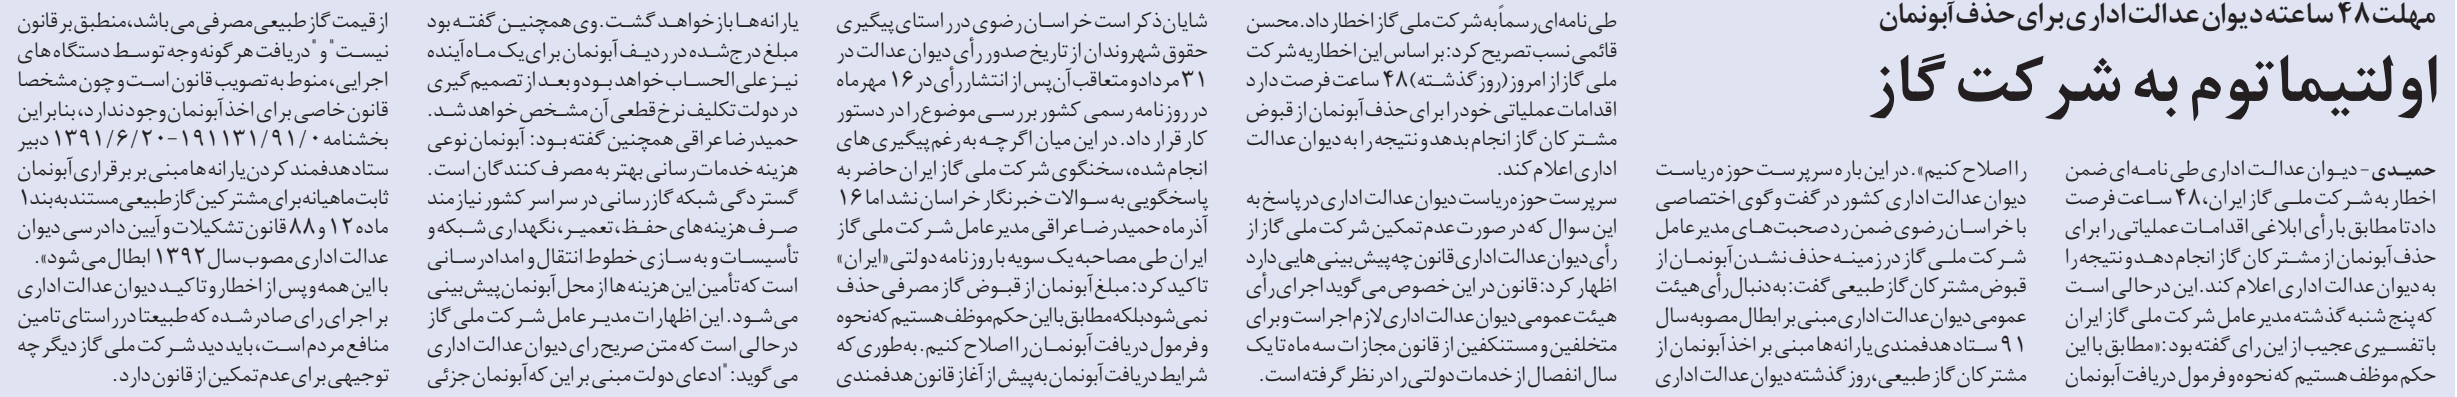 مهلت ۴۸ ساعته دیوان عدالت اداری برای حذف آبونمان
اولتیماتوم به شرکت گاز
حمیدی- دیوان عدالت اداری طی نامه‌ای ضمن
اخطار به شرکت ملی گاز ایران، ۴۸ ساعت فرصت
داد تا مطابق با رأی ابلاغی اقدامات عملیاتی را برای
حذف آبونمان از مشترکان گاز انجام دهد و نتیجه را
به دیوان عدالت اداری اعلام کند. این در حالی است
که پنج شنبه گذشته مدیرعامل شرکت ملی گاز ایران
با تفسیری عجیب از این رای گفته بود: «مطابق با این
حکم موظف هستیم که نحوه و فرمول دریافت آبونمان
را اصلاح کنیم». در این باره سرپرست حوزه ریاست
دیوان عدالت اداری کشور در گفت و گوی اختصاصی
با خراسان رضوی ضمن رد صحبت‌های مدیرعامل
شرکت ملی گاز در زمینه حذف نشدن آبونمان از
قبوض مشترکان گاز طبیعی گفت: به دنبال رأی هیئت
عمومی دیوان عدالت اداری مبنی بر ابطال مصوبه سال
۹۱ ستاد هدفمندی یارانه‌ها مبنی بر اخذ آبونمان از
مشترکان گاز طبیعی، روز گذشته دیوان عدالت اداری
طی نامه‌ای رسماً به شرکت ملی گاز اخطار داد. محسن
قائمی نسب تصریح کرد: بر اساس این اخطاریه شرکت
ملی گاز از امروز (روز گذشته) ۴۸ ساعت فرصت دارد
اقدامات عملیاتی خود را برای حذف آبونمان از قبوض
مشترکان گاز انجام بدهد و نتیجه را به دیوان عدالت
اداری اعلام کند.
سرپرست حوزه ریاست دیوان عدالت اداری در پاسخ به
این سوال که در صورت عدم تمکین شرکت ملی گاز از
رأی دیوان عدالت اداری قانون چه پیش بینی هایی دارد
اظهار کرد: قانون در این خصوص می گوید اجرای رأی
هیئت عمومی دیوان عدالت اداری لازم اجراست و برای
متخلفین و مستنکفین از قانون مجازات سه ماه تا یک
سال انفصال از خدمات دولتی را در نظر گرفته است.
شایان ذکر است خراسان رضوی در راستای پیگیری
حقوق شهروندان از تاریخ صدور رأی دیوان عدالت در
۳۱ مرداد و متعاقب آن پس از انتشار رأی در ۱۶ مهرماه
در روزنامه رسمی کشور بررسی موضوع را در دستور
کار قرار داد. در این میان اگر چه به رغم پیگیری های
انجام شده، سخنگوی شرکت ملی گاز ایران حاضر به
پاسخگویی به سوالات خبرنگار خراسان نشد اما ۱۶
آذر ماه حمیدرضا عراقی مدیر عامل شرکت ملی گاز
ایران طی مصاحبه یک سویه با روزنامه دولتی «ایران»
تاکید کرد: مبلغ آبونمان از قبوض گاز مصرفی حذف
نمی شود بلکه مطابق با این حکم موظف هستیم که نحوه
و فرمول دریافت آبونمان را اصلاح کنیم. به طوری که
شرایط دریافت آبونمان به پیش از آغاز قانون هدفمندی
یارانه‌ها باز خواهد گشت. وی همچنین گفته بود
مبلغ درج شده در ردیف آبونمان برای یک ماه آینده
نیز علی الحساب خواهد بود و بعد از تصمیم گیری
در دولت تکلیف نرخ قطعی آن مشخص خواهد شد.
حمیدرضا عراقی همچنین گفته بود: آبونمان نوعی
هزینه خدمات رسانی بهتر به مصرف کنندگان است.
گستردگی شبکه گازرسانی در سراسر کشور نیازمند
صرف هزینه های حفظ، تعمیر، نگهداری شبکه و
تأسیسات و به سازی خطوط انتقال و امداد رسانی
است که تأمین این هزینه ها از محل آبونمان پیش بینی
می شود. این اظهارات مدیر عامل شرکت ملی گاز
در حالی است که متن صریح رای دیوان عدالت اداری
می گوید: "ادعای دولت مبنی بر این که آبونمان جزئی
از قیمت گاز طبیعی مصرفی می باشد، منطبق بر قانون
نیست" و "دریافت هر گونه وجه توسط دستگاه های
اجرایی، منوط به تصویب قانون است و چون مشخصا
قانون خاصی برای اخذ آبونمان وجود ندارد، بنابراین
بخشنامه ۱۹۱۱۳۱/۹۱/۰-۱۳۹۱/۶/۲۰ دبیر
ستاد هدفمند کردن یارانه ها مبنی بر برقراری آبونمان
ثابت ماهیانه برای مشترکین گاز طبیعی مستند به بند ۱
ماده ۱۲ و ۸۸ قانون تشکیلات و آیین دادرسی دیوان
عدالت اداری مصوب سال ۱۳۹۲ ابطال می شود».
با این همه و پس از اخطار و تاکید دیوان عدالت اداری
بر اجرای رای صادر شده که طبیعتا در راستای تامین
منافع مردم است، باید دید شرکت ملی گاز دیگر چه
توجیهی برای عدم تمکین از قانون دارد.